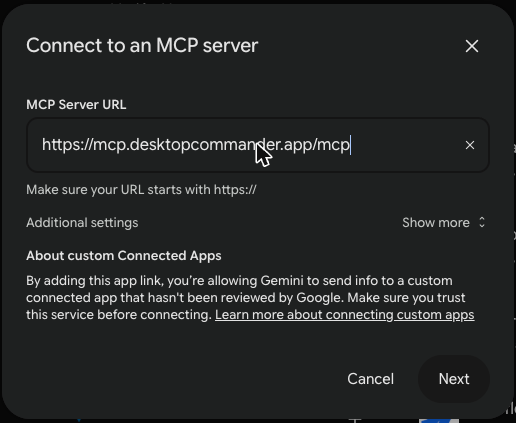 Connect to an MCP server
MCP Server URL
https://mcp.desktopcommander.app/mcp
Make sure your URL starts with https://
Additional settings
Show more
About custom Connected Apps
By adding this app link, you're allowing Gemini to send info to a custom
connected app that hasn't been reviewed by Google. Make sure you trust
this service before connecting. Learn more about connecting custom apps
Cancel
Next